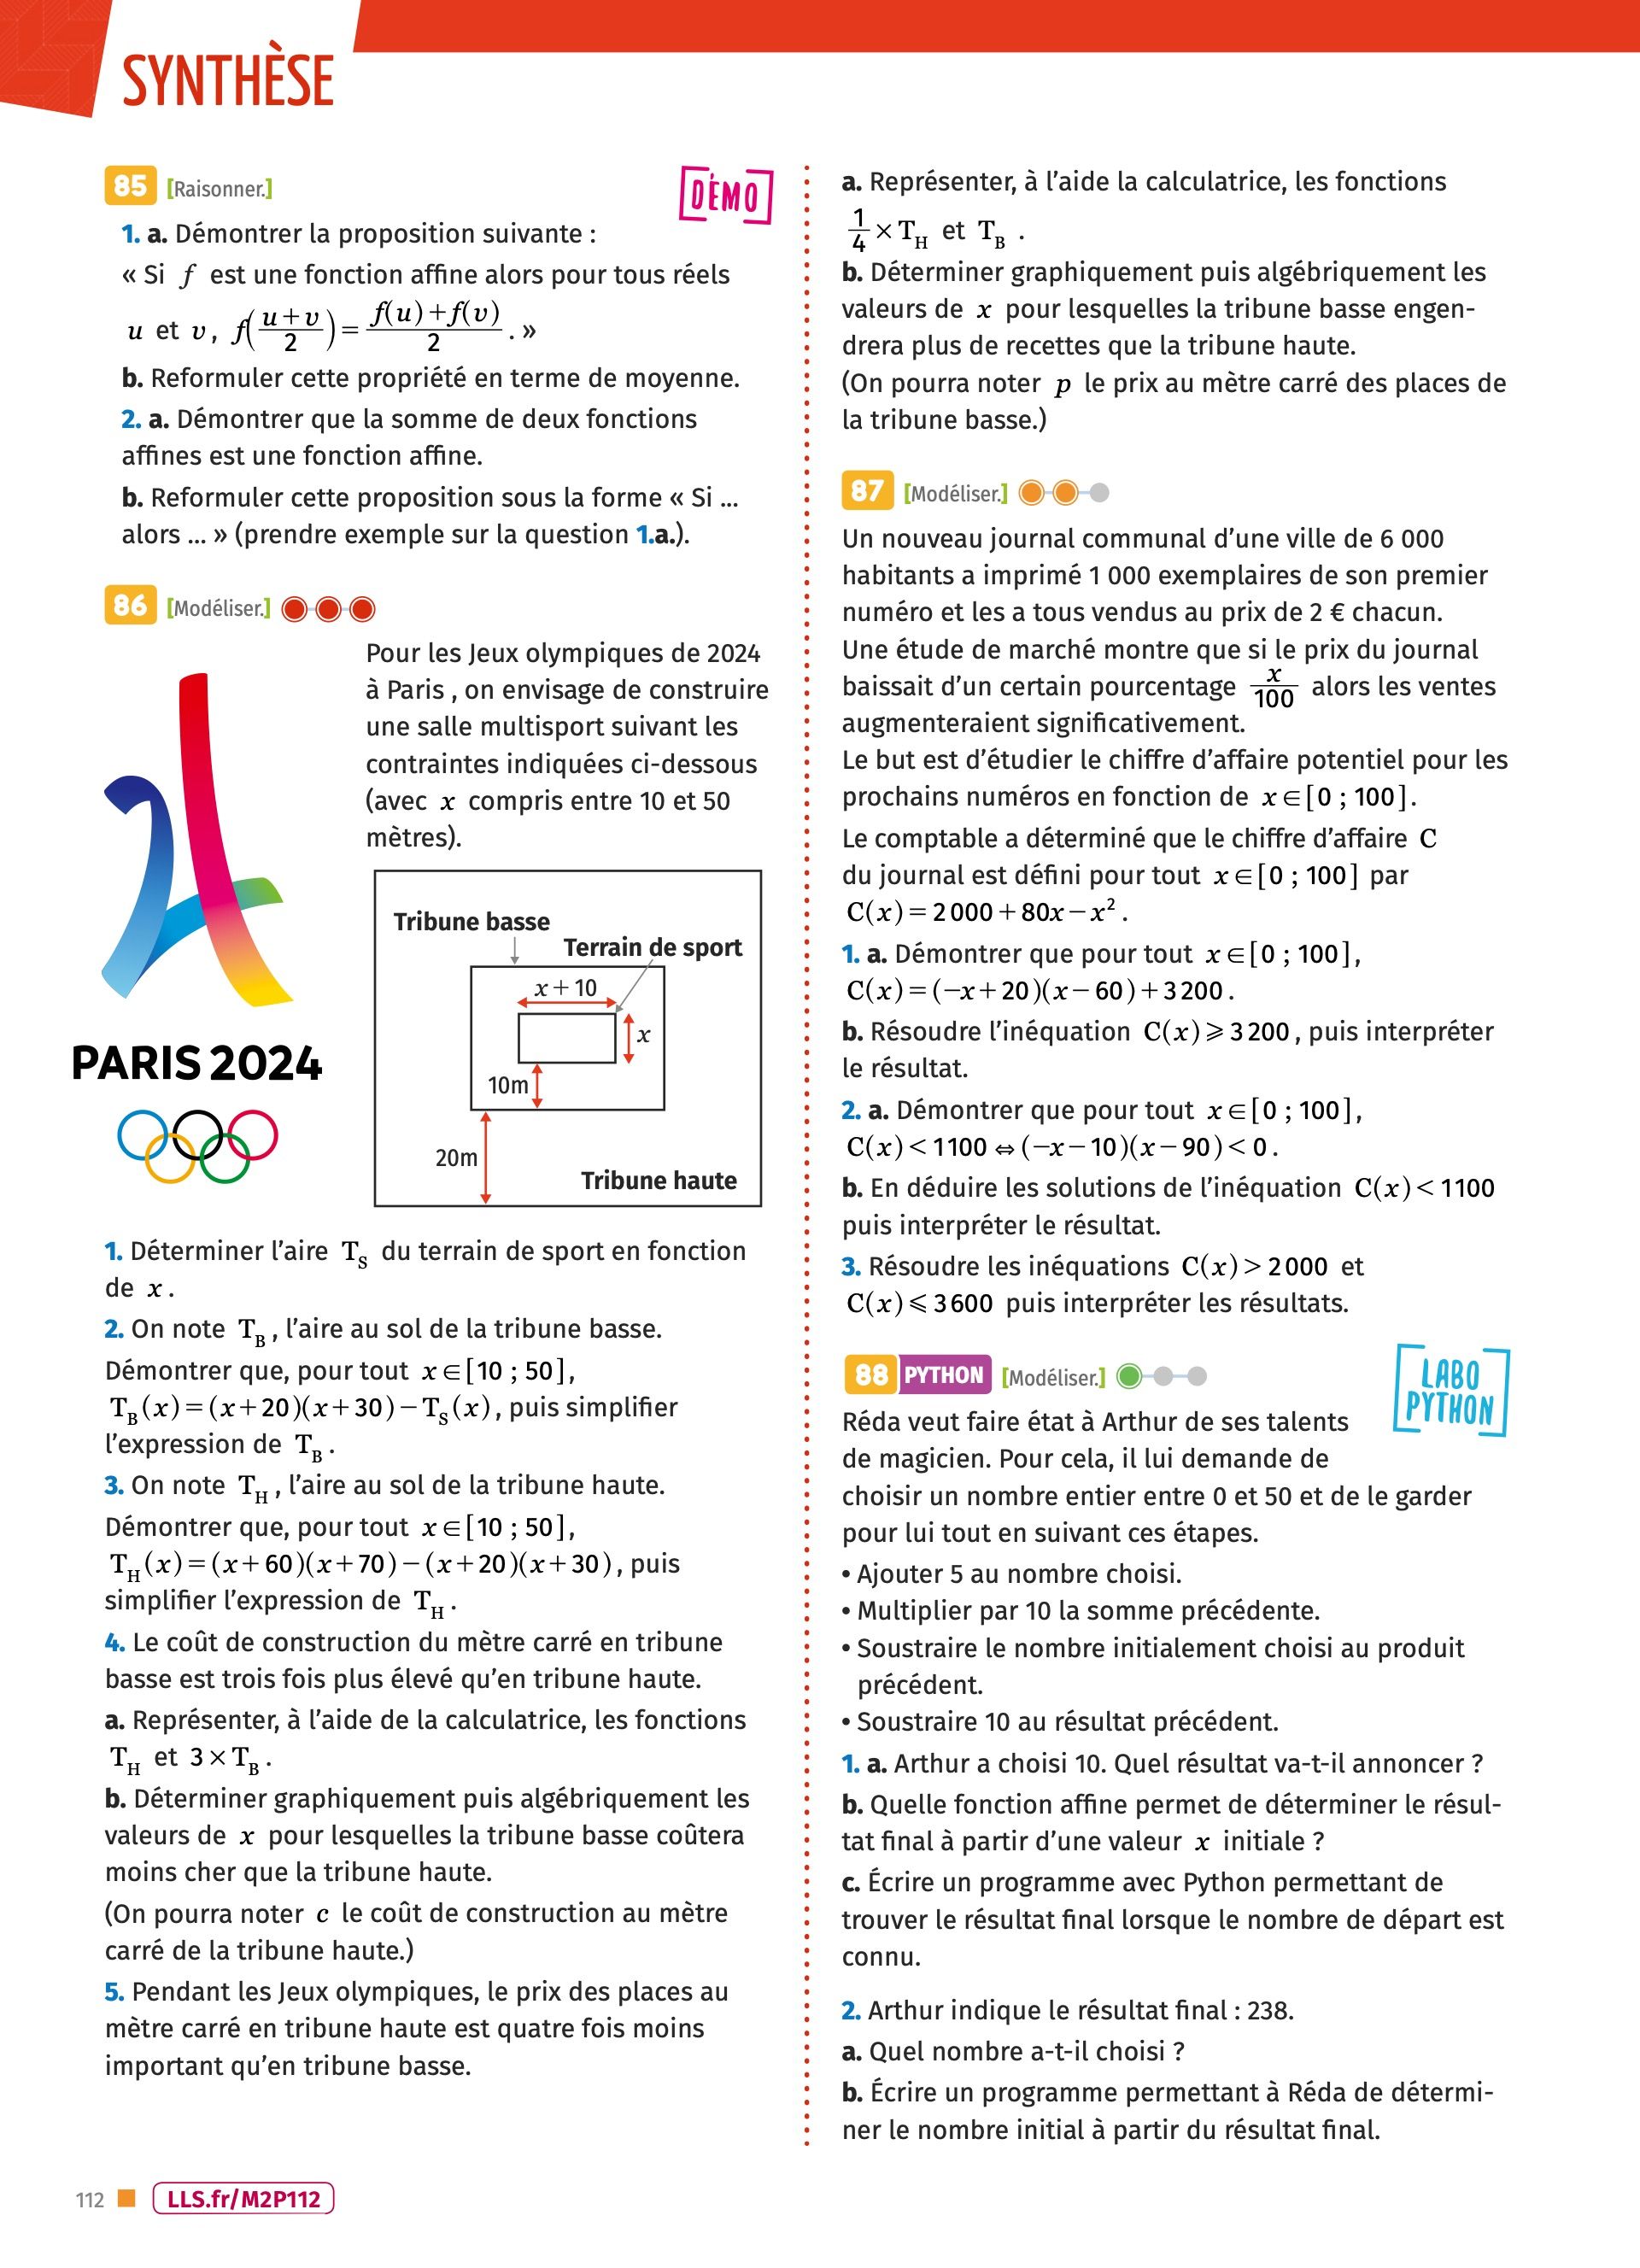 SYNTHÈSE
85 [Raisonner.]
DÉMO
1. a. Démontrer la proposition suivante :
« Si f est une fonction affine alors pour tous réels
u et v, f((u+v)/2) = (f(u)+f(v))/2. »
b. Reformuler cette propriété en terme de moyenne.
2. a. Démontrer que la somme de deux fonctions
affines est une fonction affine.
b. Reformuler cette proposition sous la forme « Si ...
alors ... » (prendre exemple sur la question 1.a.).
86 [Modéliser.]
Pour les Jeux olympiques de 2024
à Paris , on envisage de construire
une salle multisport suivant les
contraintes indiquées ci-dessous
(avec x compris entre 10 et 50
mètres).
PARIS 2024
Tribune basse
Terrain de sport
x + 10
x
10m
20m
Tribune haute
1. Déterminer l'aire T_S du terrain de sport en fonction
de x.
2. On note T_B, l'aire au sol de la tribune basse.
Démontrer que, pour tout x∈[10 ; 50],
T_B(x)=(x+20)(x+30)−T_S(x), puis simplifier
l'expression de T_B.
3. On note T_H, l'aire au sol de la tribune haute.
Démontrer que, pour tout x∈[10 ; 50],
T_H(x)=(x+60)(x+70)−(x+20)(x+30), puis
simplifier l'expression de T_H.
4. Le coût de construction du mètre carré en tribune
basse est trois fois plus élevé qu'en tribune haute.
a. Représenter, à l'aide de la calculatrice, les fonctions
T_H et 3×T_B.
b. Déterminer graphiquement puis algébriquement les
valeurs de x pour lesquelles la tribune basse coûtera
moins cher que la tribune haute.
(On pourra noter c le coût de construction au mètre
carré de la tribune haute.)
5. Pendant les Jeux olympiques, le prix des places au
mètre carré en tribune haute est quatre fois moins
important qu'en tribune basse.
a. Représenter, à l'aide la calculatrice, les fonctions
1/4 × T_H et T_B .
b. Déterminer graphiquement puis algébriquement les
valeurs de x pour lesquelles la tribune basse engen-
drera plus de recettes que la tribune haute.
(On pourra noter p le prix au mètre carré des places de
la tribune basse.)
87 [Modéliser.]
Un nouveau journal communal d'une ville de 6 000
habitants a imprimé 1 000 exemplaires de son premier
numéro et les a tous vendus au prix de 2 € chacun.
Une étude de marché montre que si le prix du journal
baissait d'un certain pourcentage x/100 alors les ventes
augmenteraient significativement.
Le but est d'étudier le chiffre d'affaire potentiel pour les
prochains numéros en fonction de x∈[0 ; 100].
Le comptable a déterminé que le chiffre d'affaire C
du journal est défini pour tout x∈[0 ; 100] par
C(x)=2 000+80x−x².
1. a. Démontrer que pour tout x∈[0 ; 100],
C(x)=(−x+20)(x−60)+3 200.
b. Résoudre l'inéquation C(x)⩾3 200, puis interpréter
le résultat.
2. a. Démontrer que pour tout x∈[0 ; 100],
C(x)<1100⇔(−x−10)(x−90)<0.
b. En déduire les solutions de l'inéquation C(x)<1100
puis interpréter le résultat.
3. Résoudre les inéquations C(x)>2 000 et
C(x)⩽3 600 puis interpréter les résultats.
88 PYTHON [Modéliser.]
LABO
PYTHON
Réda veut faire état à Arthur de ses talents
de magicien. Pour cela, il lui demande de
choisir un nombre entier entre 0 et 50 et de le garder
pour lui tout en suivant ces étapes.
• Ajouter 5 au nombre choisi.
• Multiplier par 10 la somme précédente.
• Soustraire le nombre initialement choisi au produit
précédent.
• Soustraire 10 au résultat précédent.
1. a. Arthur a choisi 10. Quel résultat va-t-il annoncer ?
b. Quelle fonction affine permet de déterminer le résul-
tat final à partir d'une valeur x initiale ?
c. Écrire un programme avec Python permettant de
trouver le résultat final lorsque le nombre de départ est
connu.
2. Arthur indique le résultat final : 238.
a. Quel nombre a-t-il choisi ?
b. Écrire un programme permettant à Réda de détermi-
ner le nombre initial à partir du résultat final.
112
LLS.fr/M2P112